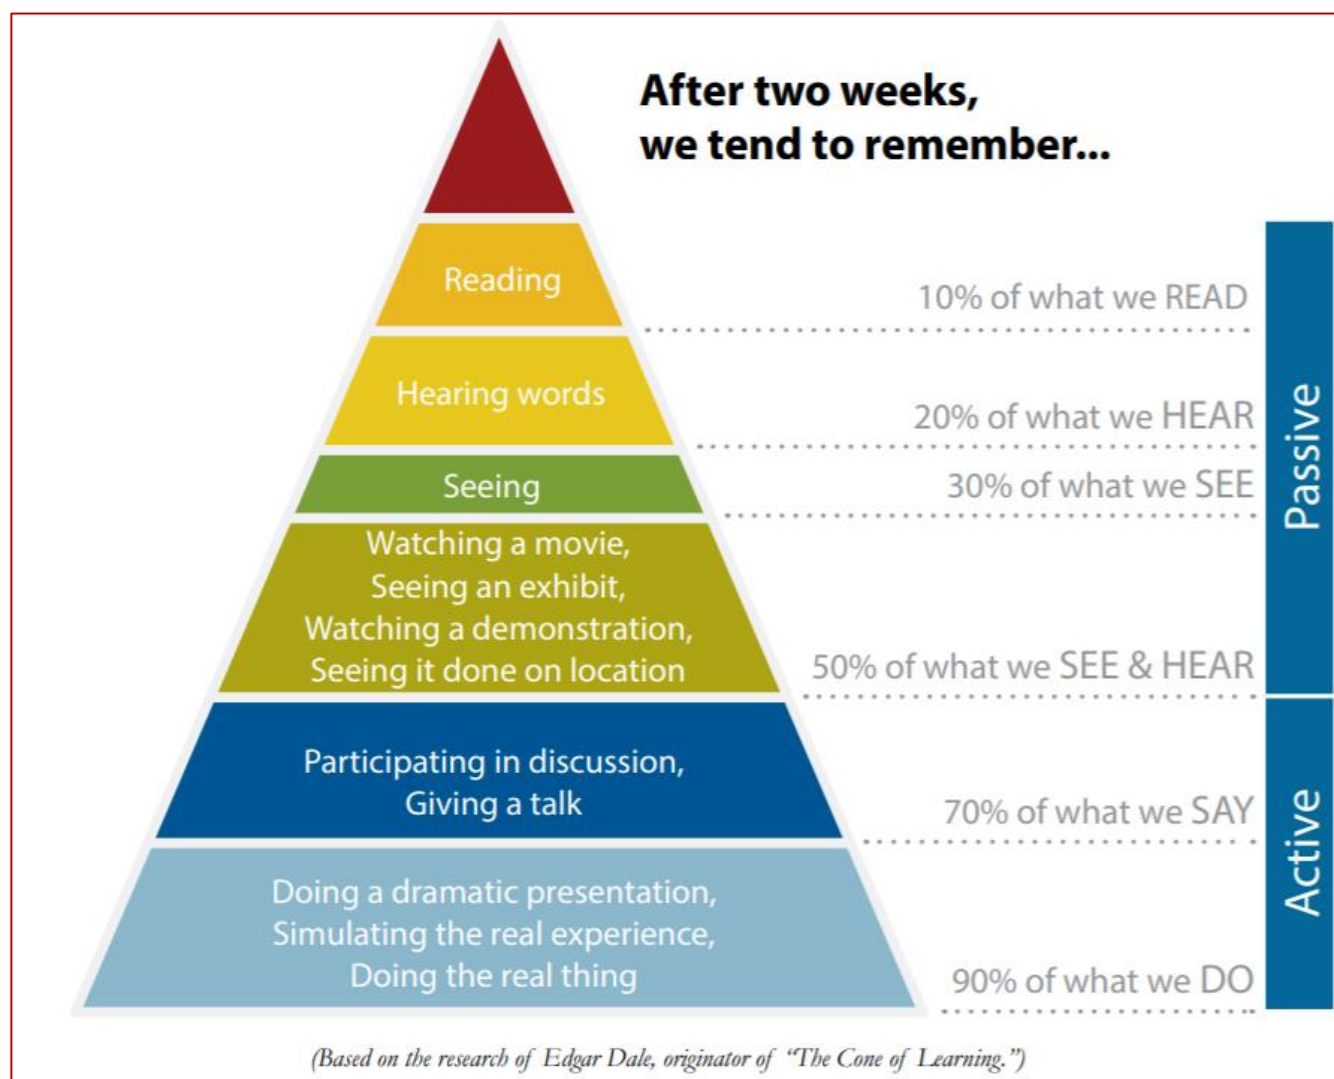 After two weeks,
we tend to remember...
Reading
10% of what we READ
Hearing words
20% of what we HEAR
Seeing
30% of what we SEE
Watching a movie,
Seeing an exhibit,
Watching a demonstration,
Seeing it done on location
50% of what we SEE & HEAR
Passive
Participating in discussion,
Giving a talk
70% of what we SAY
Doing a dramatic presentation,
Simulating the real experience,
Doing the real thing
90% of what we DO
Active
(Based on the research of Edgar Dale, originator of “The Cone of Learning.”)